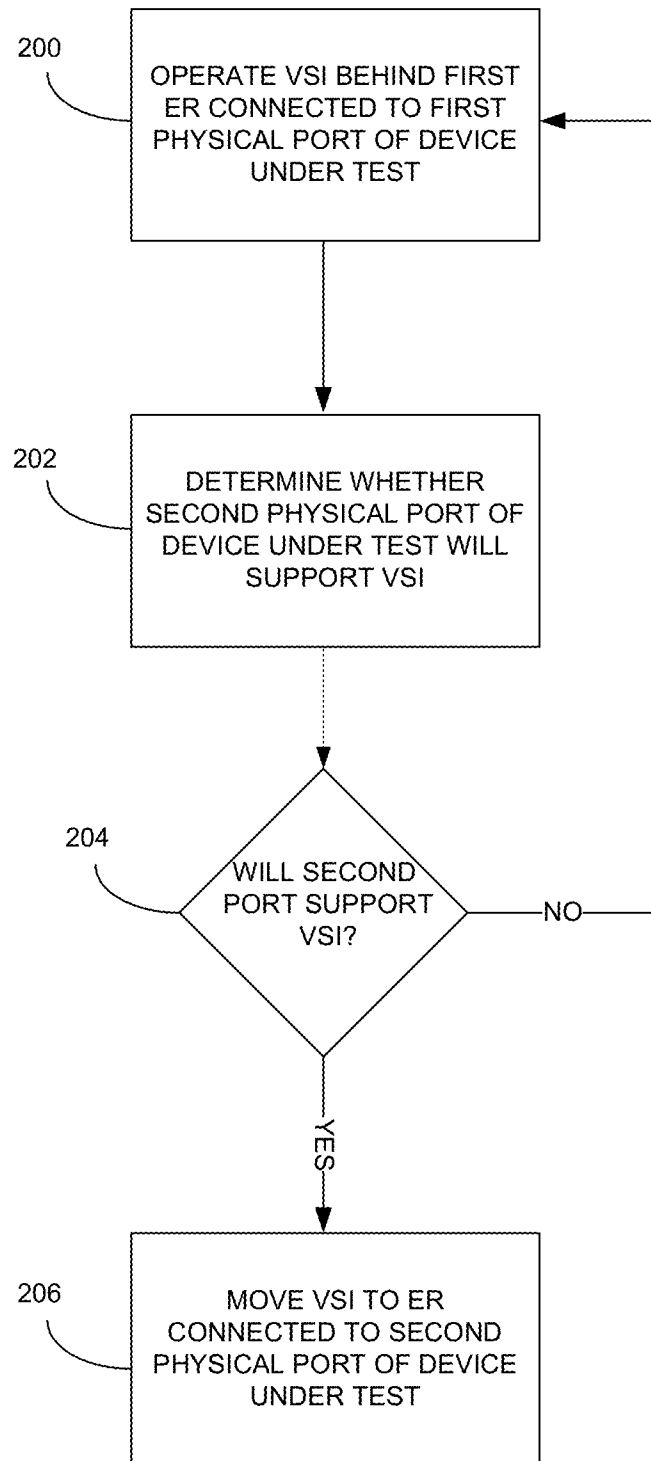 200
OPERATE VSI BEHIND FIRST
ER CONNECTED TO FIRST
PHYSICAL PORT OF DEVICE
UNDER TEST
202
DETERMINE WHETHER
SECOND PHYSICAL PORT OF
DEVICE UNDER TEST WILL
SUPPORT VSI
204
WILL SECOND
PORT SUPPORT
VSI?
NO
YES
206
MOVE VSI TO ER
CONNECTED TO SECOND
PHYSICAL PORT OF DEVICE
UNDER TEST